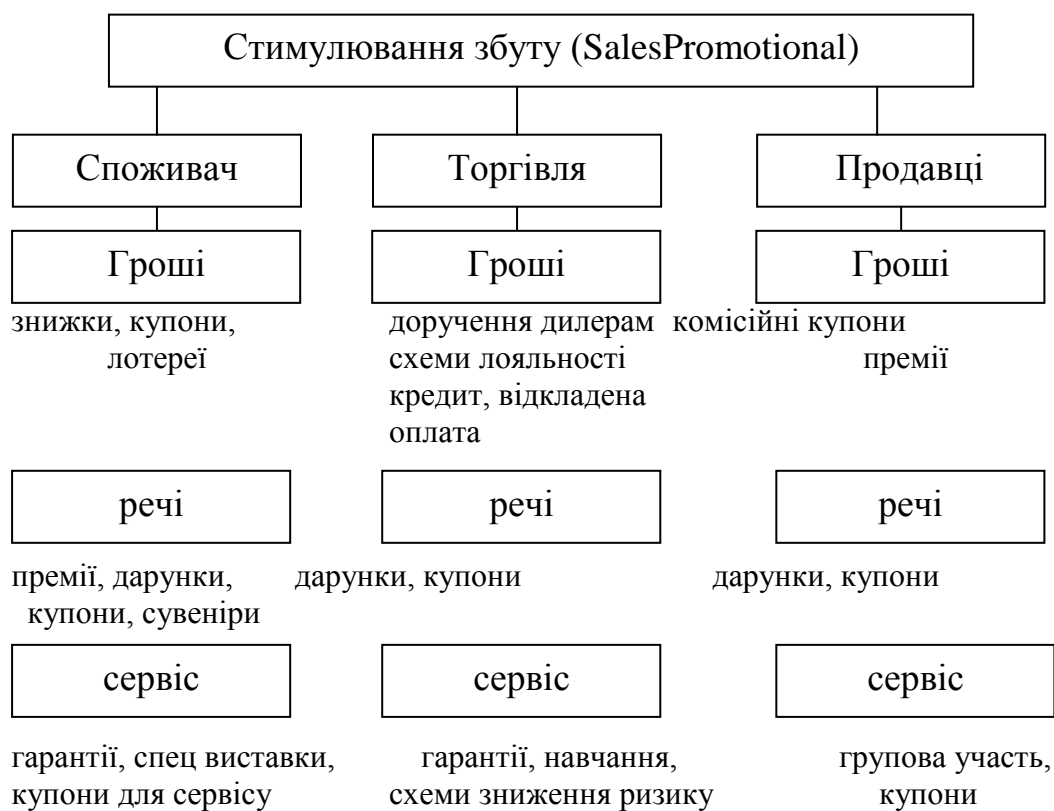 Стимулювання збуту (SalesPromotional)
Споживач Торгівля Продавці
Гроші Гроші Гроші
знижки, купони, доручення дилерам комісійні купони
лотереї схеми лояльності премії
кредит, відкладена
оплата
речі речі речі
премії, дарунки, дарунки, купони дарунки, купони
купони, сувеніри
сервіс сервіс сервіс
гарантії, спец виставки, гарантії, навчання, групова участь,
купони для сервісу схеми зниження ризику купони